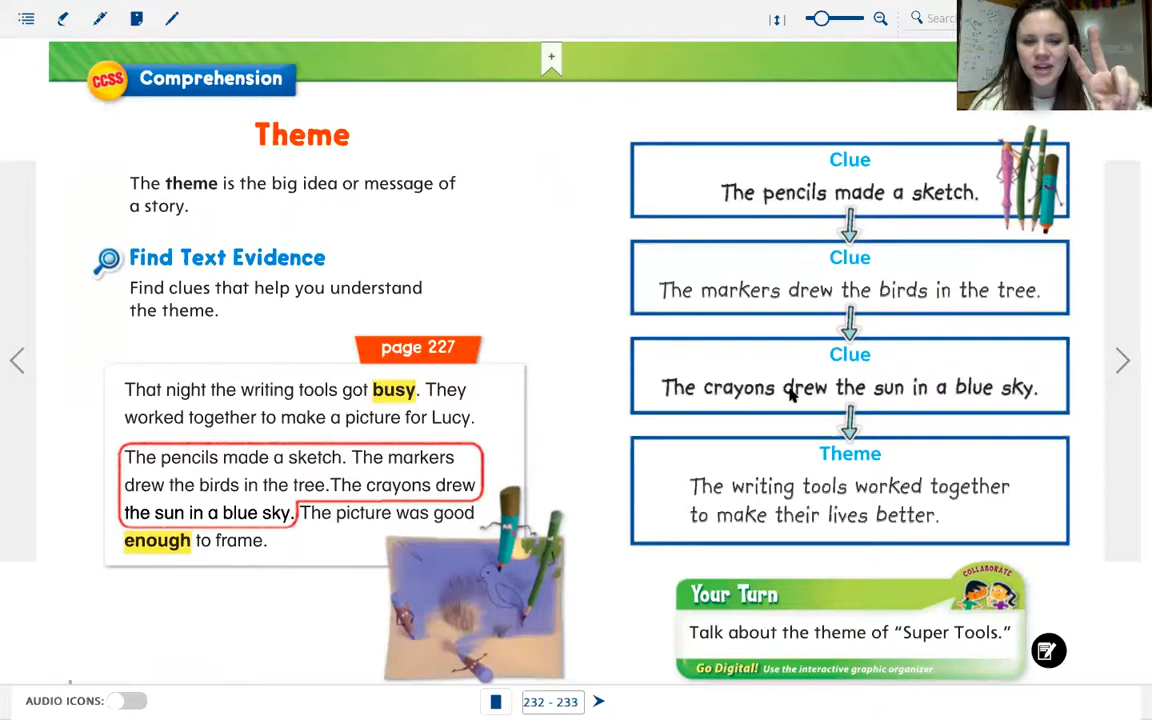 Search
CCSS
Comprehension
Theme
The theme is the big idea or message of
a story.
Find Text Evidence
Find clues that help you understand
the theme.
page 227
That night the writing tools got busy. They
worked together to make a picture for Lucy.
The pencils made a sketch. The markers
drew the birds in the tree.The crayons drew
the sun in a blue sky. The picture was good
enough to frame.
Clue
The pencils made a sketch.
Clue
The markers drew the birds in the tree.
Clue
The crayons drew the sun in a blue sky.
Theme
The writing tools worked together
to make their lives better.
COLLABORATE
Your Turn
Talk about the theme of “Super Tools.”
Go Digital! Use the interactive graphic organizer
AUDIO ICONS:
232 - 233